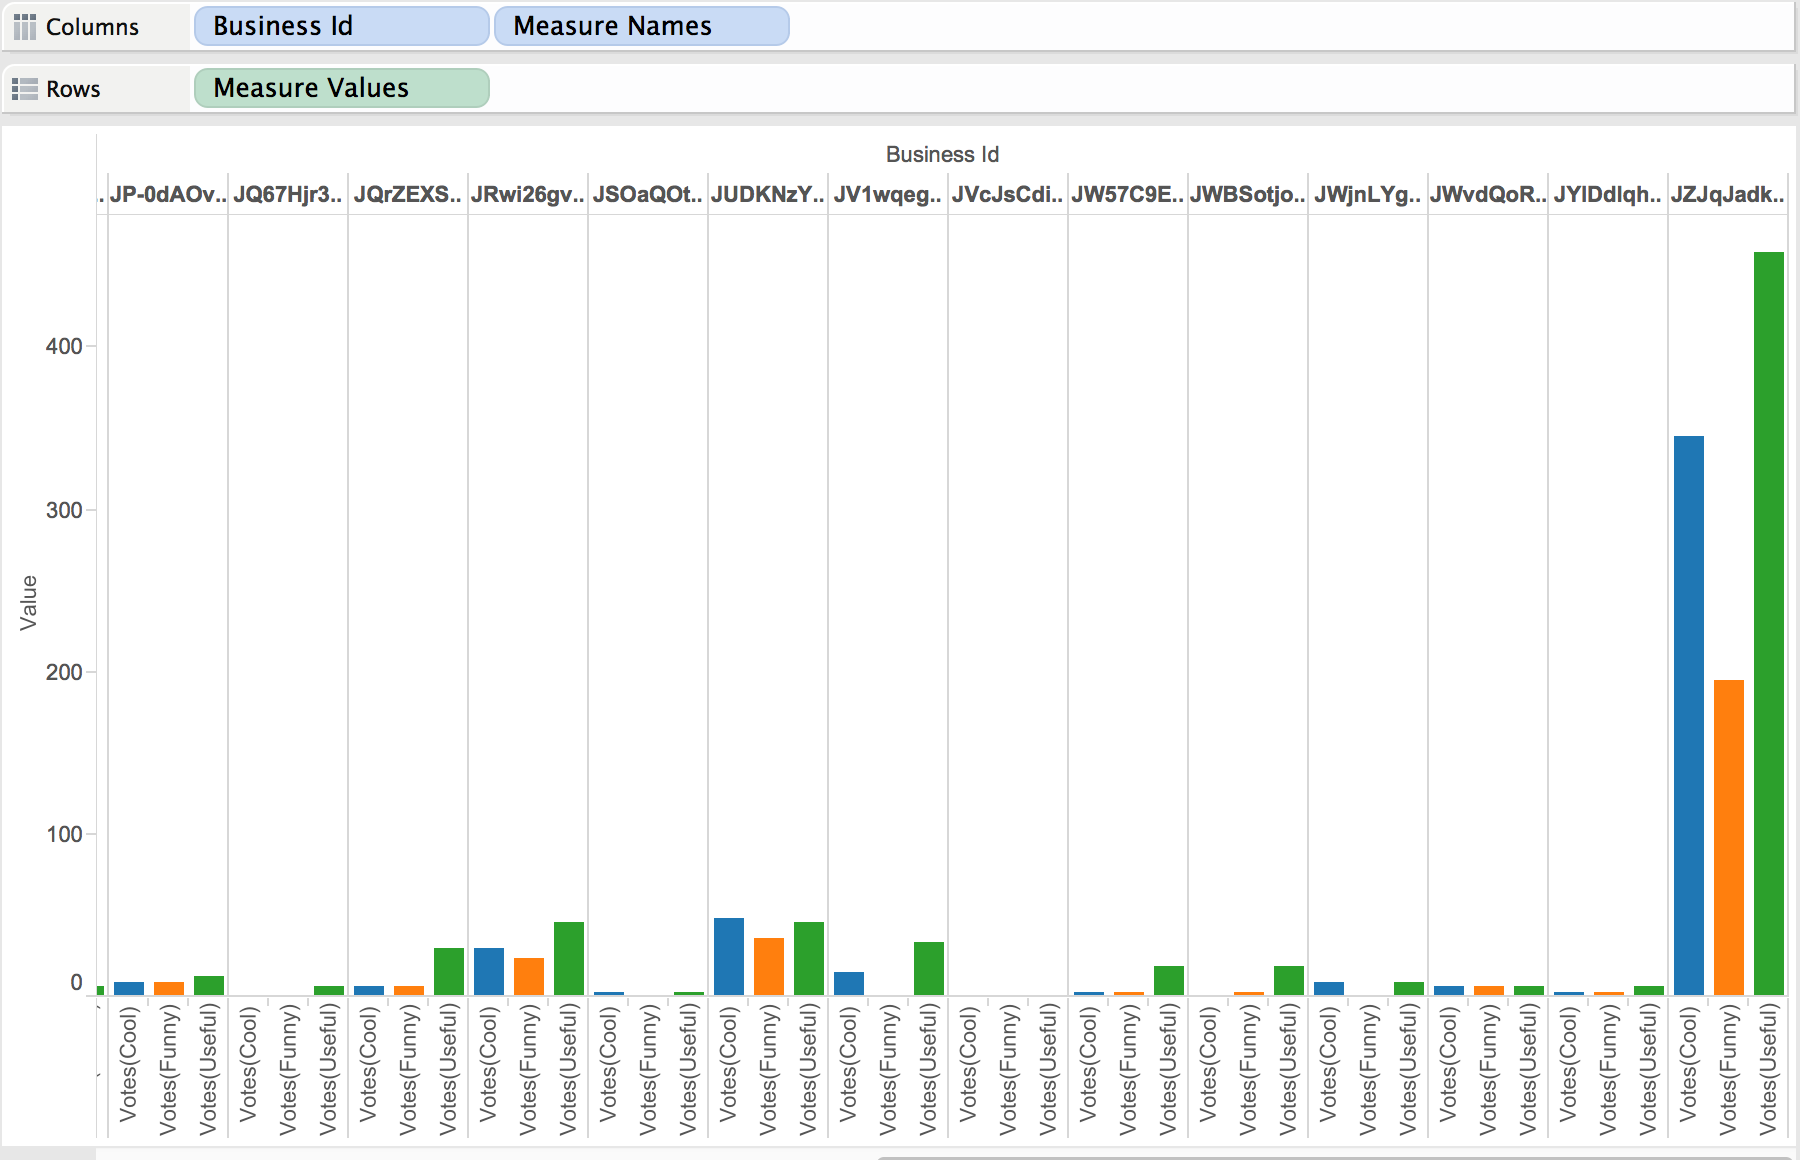 Columns Business Id Measure Names
Rows Measure Values
Business Id
.. JP-0dAOv.. JQ67Hjr3.. JQrZEXS.. JRwi26gv.. JSOaQOt.. JUDKNzY.. JV1wqeg.. JVcJsCdi.. JW57C9E.. JWBSotjo.. JWjnLYg.. JWvdQoR.. JYIDdIqh.. JZJqJadk..
400
300
200
100
0
Value
Votes(Cool) Votes(Funny) Votes(Useful) Votes(Cool) Votes(Funny) Votes(Useful) Votes(Cool) Votes(Funny) Votes(Useful) Votes(Cool) Votes(Funny) Votes(Useful) Votes(Cool) Votes(Funny) Votes(Useful) Votes(Cool) Votes(Funny) Votes(Useful) Votes(Cool) Votes(Funny) Votes(Useful) Votes(Cool) Votes(Funny) Votes(Useful) Votes(Cool) Votes(Funny) Votes(Useful) Votes(Cool) Votes(Funny) Votes(Useful) Votes(Cool) Votes(Funny) Votes(Useful) Votes(Cool) Votes(Funny) Votes(Useful) Votes(Cool) Votes(Funny) Votes(Useful) Votes(Cool) Votes(Funny) Votes(Useful)